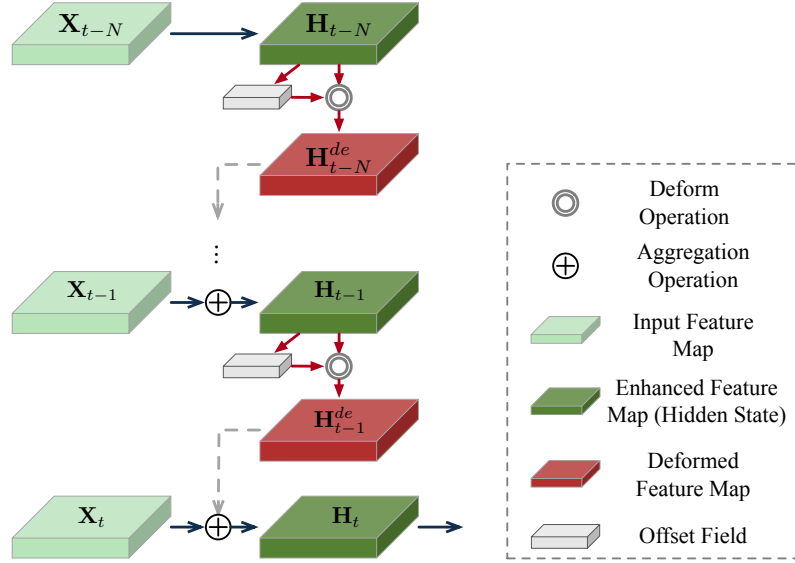 X_{t−N} H_{t−N}
H^{de}_{t−N}
⋮
X_{t−1} H_{t−1}
H^{de}_{t−1}
X_t H_t
Deform
Operation
Aggregation
Operation
Input Feature
Map
Enhanced Feature
Map (Hidden State)
Deformed
Feature Map
Offset Field